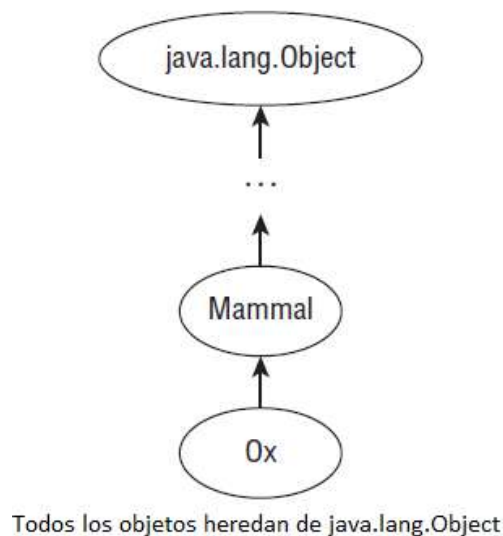 java.lang.Object
...
Mammal
Ox
Todos los objetos heredan de java.lang.Object